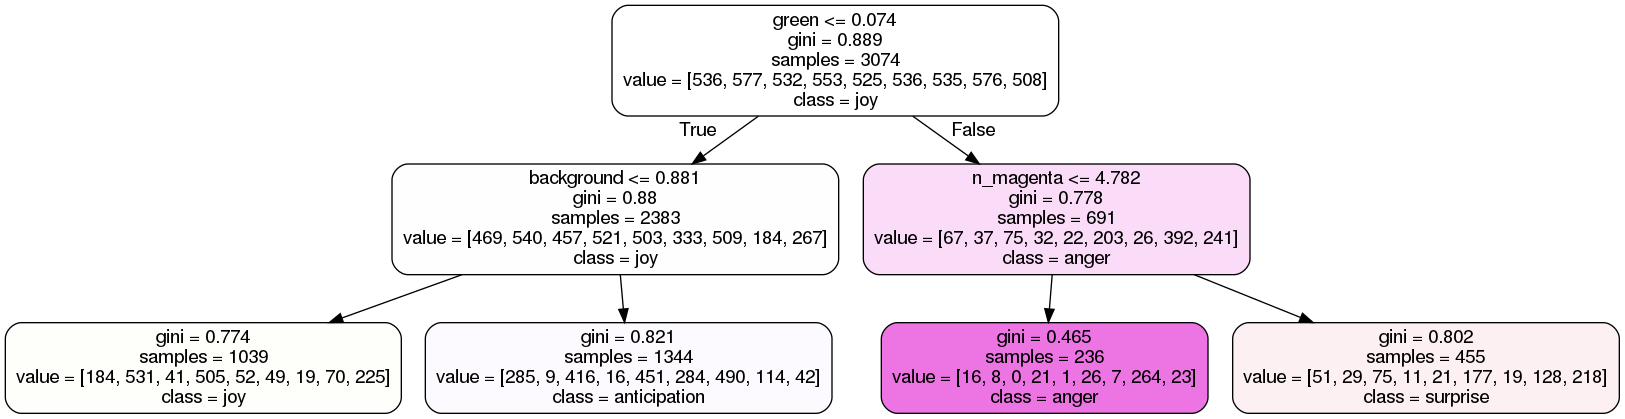 green <= 0.074
gini = 0.889
samples = 3074
value = [536, 577, 532, 553, 525, 536, 535, 576, 508]
class = joy
True
False
background <= 0.881
gini = 0.88
samples = 2383
value = [469, 540, 457, 521, 503, 333, 509, 184, 267]
class = joy
n_magenta <= 4.782
gini = 0.778
samples = 691
value = [67, 37, 75, 32, 22, 203, 26, 392, 241]
class = anger
gini = 0.774
samples = 1039
value = [184, 531, 41, 505, 52, 49, 19, 70, 225]
class = joy
gini = 0.821
samples = 1344
value = [285, 9, 416, 16, 451, 284, 490, 114, 42]
class = anticipation
gini = 0.465
samples = 236
value = [16, 8, 0, 21, 1, 26, 7, 264, 23]
class = anger
gini = 0.802
samples = 455
value = [51, 29, 75, 11, 21, 177, 19, 128, 218]
class = surprise